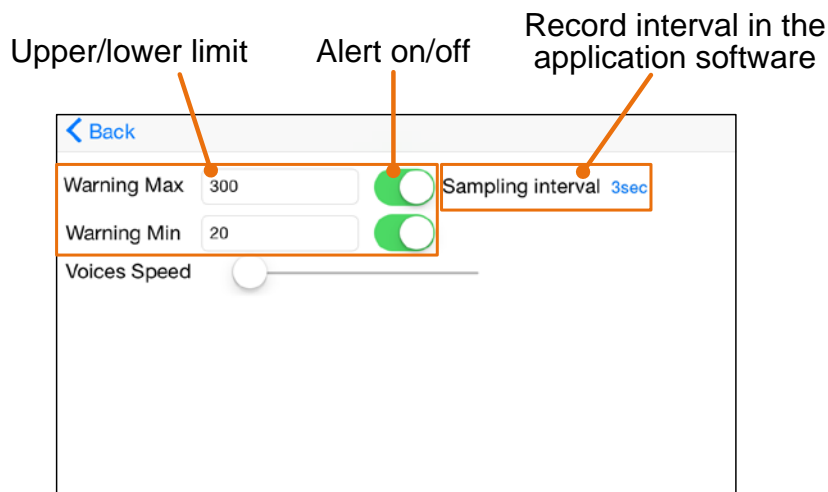 Upper/lower limit
Alert on/off
Record interval in the
application software
Back
Warning Max 300
Sampling interval 3sec
Warning Min 20
Voices Speed